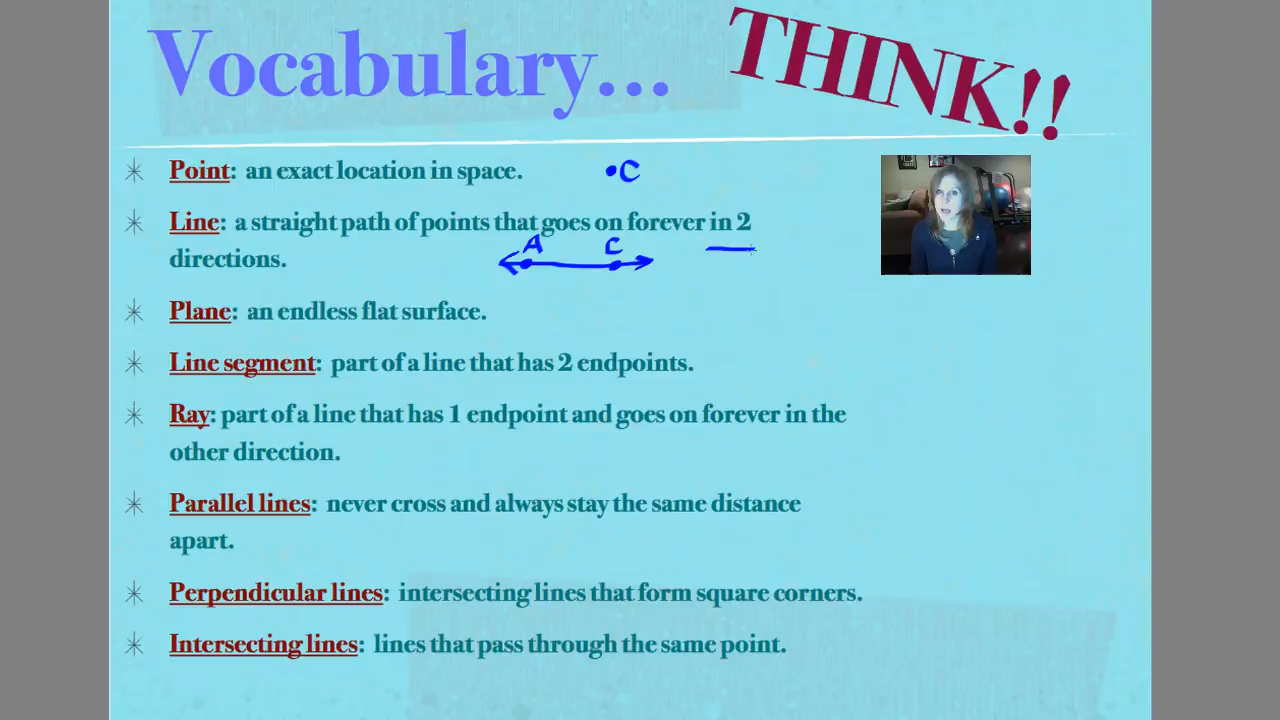 Vocabulary... THINK!!
Point: an exact location in space. •C
Line: a straight path of points that goes on forever in 2
A C
directions.
Plane: an endless flat surface.
Line segment: part of a line that has 2 endpoints.
Ray: part of a line that has 1 endpoint and goes on forever in the
other direction.
Parallel lines: never cross and always stay the same distance
apart.
Perpendicular lines: intersecting lines that form square corners.
Intersecting lines: lines that pass through the same point.